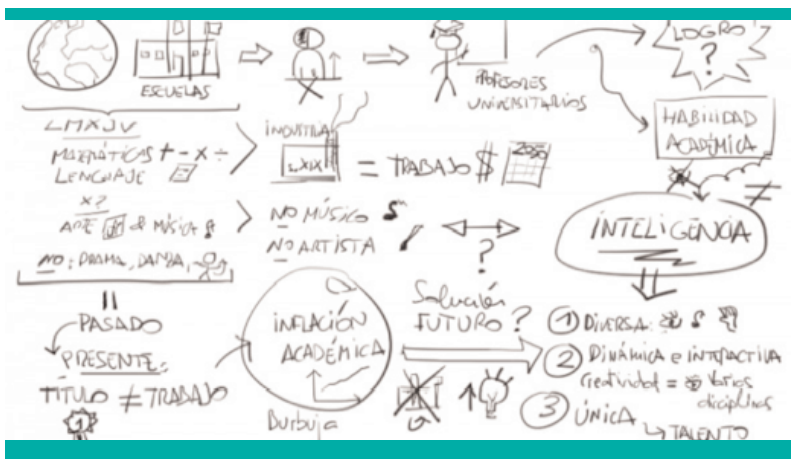 ¿LOGRO?
ESCUELAS
PROFESORES
UNIVERSITARIOS
HABILIDAD
ACADÉMICA
LMXJV
MATEMÁTICAS + - × ÷
LENGUAJE
INDUSTRIA
S.XIX
= TRABAJO $
2050
≠
X?
ARTE & MÚSICA
NO MÚSICO
NO ARTISTA
?
INTELIGENCIA
NO: DRAMA, DANZA,
PASADO
PRESENTE:
TÍTULO ≠ TRABAJO
1
INFLACIÓN
ACADÉMICA
Burbuja
Solución
FUTURO?
1 DIVERSA:
2 DINÁMICA e INTERACTIVA
Creatividad = varias
disciplinas
3 ÚNICA
TALENTO